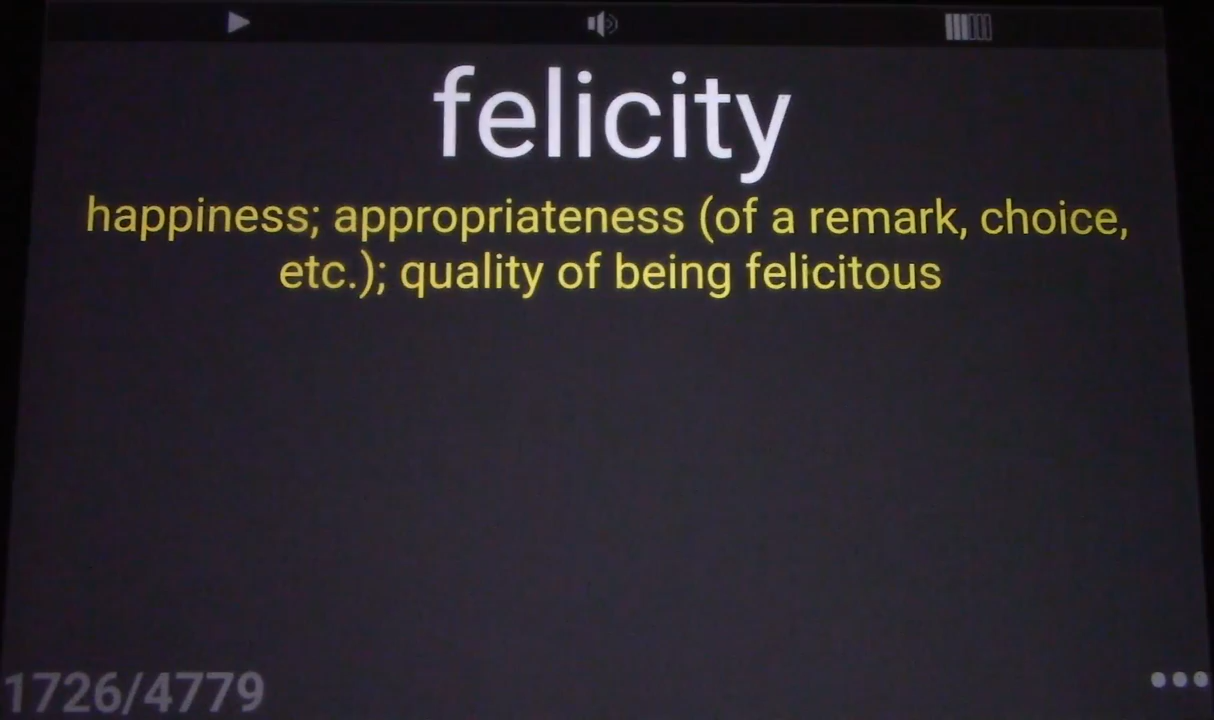 felicity
happiness; appropriateness (of a remark, choice,
etc.); quality of being felicitous
1726/4779